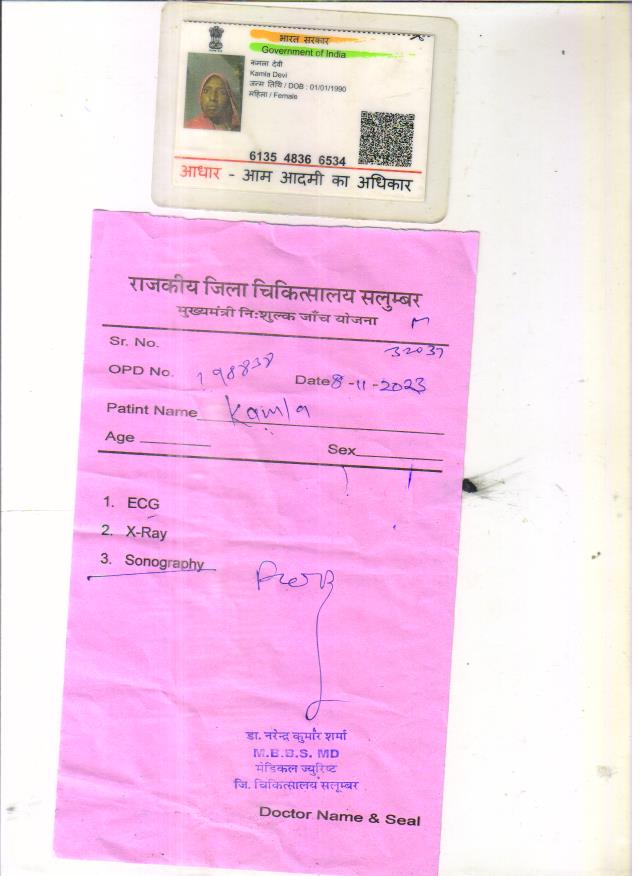 भारत सरकार
Government of India
कमला देवी
Kamla Devi
जन्म तिथि / DOB : 01/01/1990
महिला / Female
6135 4836 6534
आधार - आम आदमी का अधिकार
राजकीय जिला चिकित्सालय सलुम्बर
मुख्यमंत्री निःशुल्क जाँच योजना
Sr. No. 32037
OPD No. 198838 Date 8-11-2023
Patint Name Kamla
Age
Sex
1. ECG
2. X-Ray
3. Sonography
डा. नरेन्द्र कुमार शर्मा
M.B.B.S. MD
मेडिकल ज्युरिष्ट
जि. चिकित्सालय सलूम्बर
Doctor Name & Seal